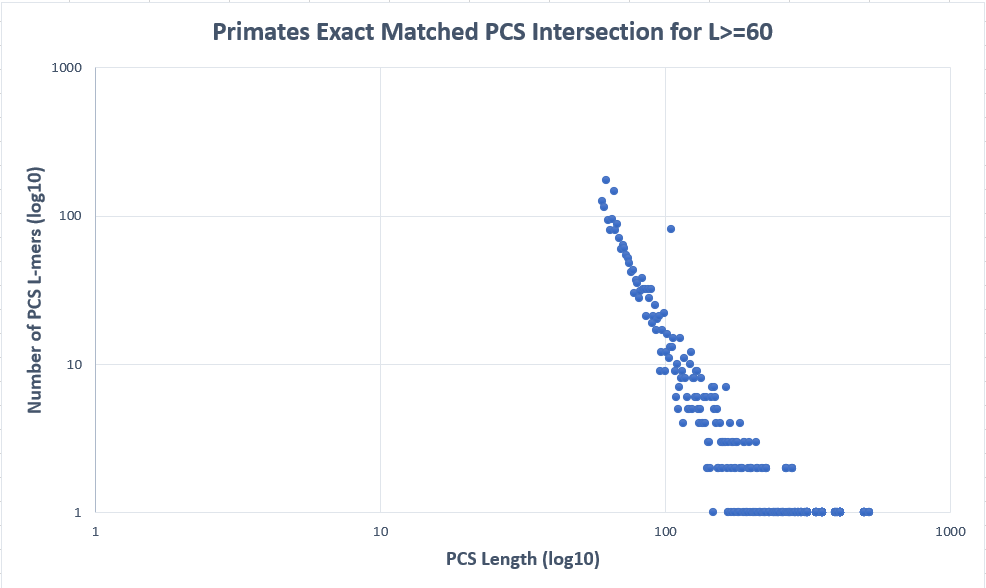 Primates Exact Matched PCS Intersection for L>=60
1000
100
10
1
Number of PCS L-mers (log10)
1
10
100
1000
PCS Length (log10)